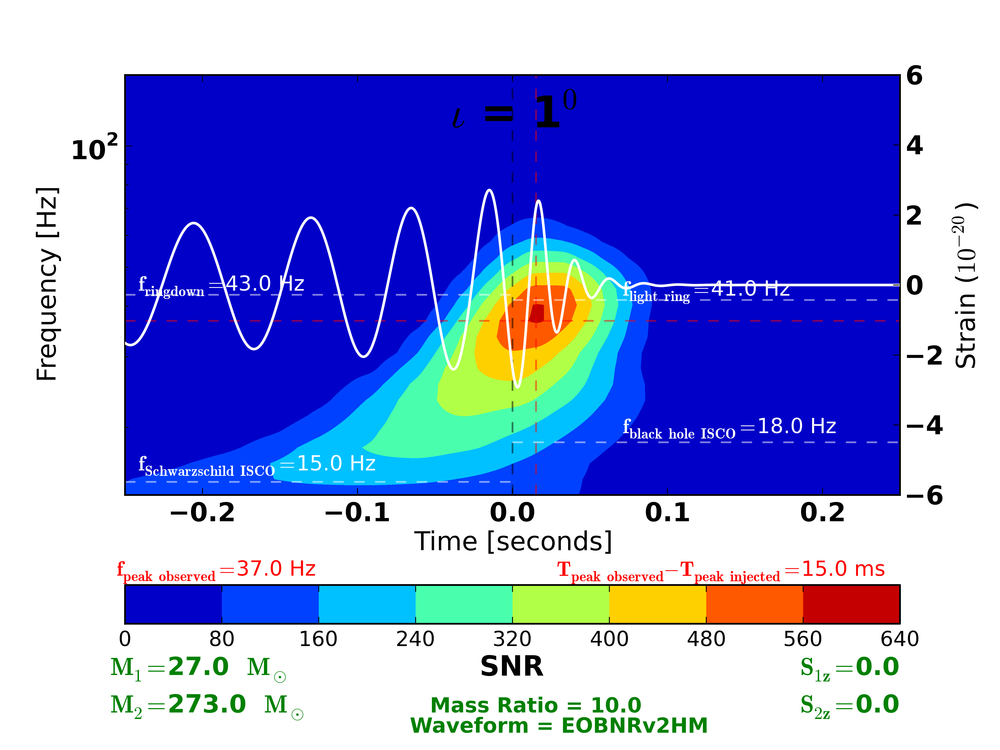 ι = 1⁰
10²
Frequency [Hz]
6
4
2
0
−2
−4
−6
Strain (10⁻²⁰)
f_ringdown = 43.0 Hz
f_light ring = 41.0 Hz
f_black hole ISCO = 18.0 Hz
f_Schwarzschild ISCO = 15.0 Hz
−0.2 −0.1 0.0 0.1 0.2
Time [seconds]
f_peak observed = 37.0 Hz
T_peak observed − T_peak injected = 15.0 ms
0 80 160 240 320 400 480 560 640
SNR
M₁ = 27.0 M_⊙
S₁z = 0.0
M₂ = 273.0 M_⊙
Mass Ratio = 10.0
S₂z = 0.0
Waveform = EOBNRv2HM